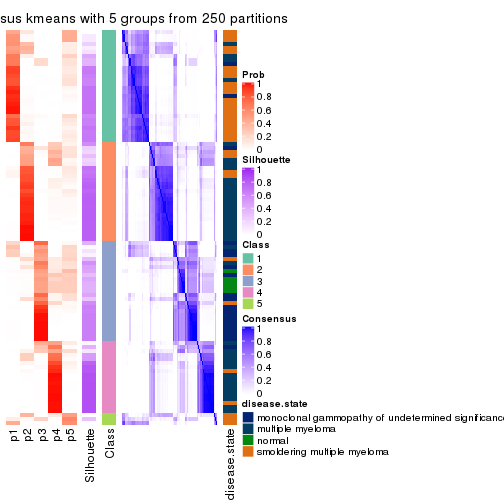 sus kmeans with 5 groups from 250 partitions
Prob
1
0.8
0.6
0.4
0.2
0
Silhouette
1
0.8
0.6
0.4
0.2
0
Class
1
2
3
4
5
Consensus
1
0.8
0.6
0.4
0.2
0
disease.state
monoclonal gammopathy of undetermined significance
multiple myeloma
normal
smoldering multiple myeloma
p1
p2
p3
p4
p5
Silhouette
Class
disease.state